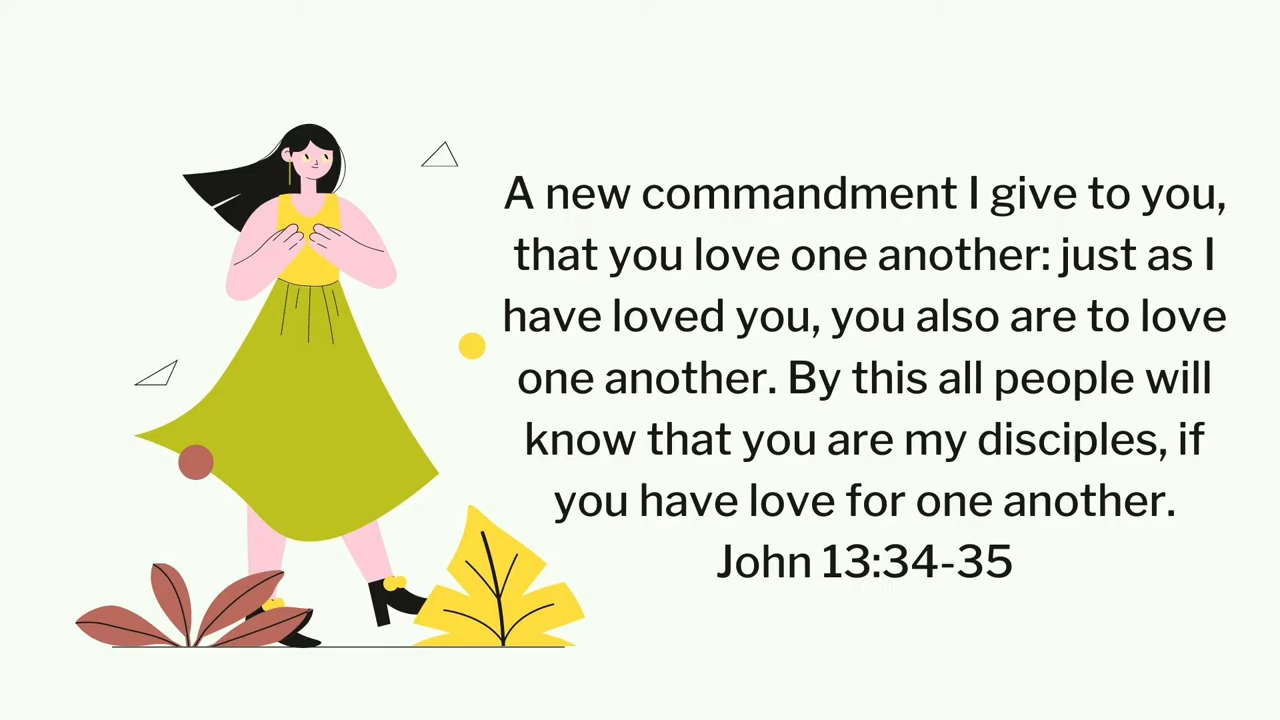 A new commandment I give to you,
that you love one another: just as I
have loved you, you also are to love
one another. By this all people will
know that you are my disciples, if
you have love for one another.
John 13:34-35